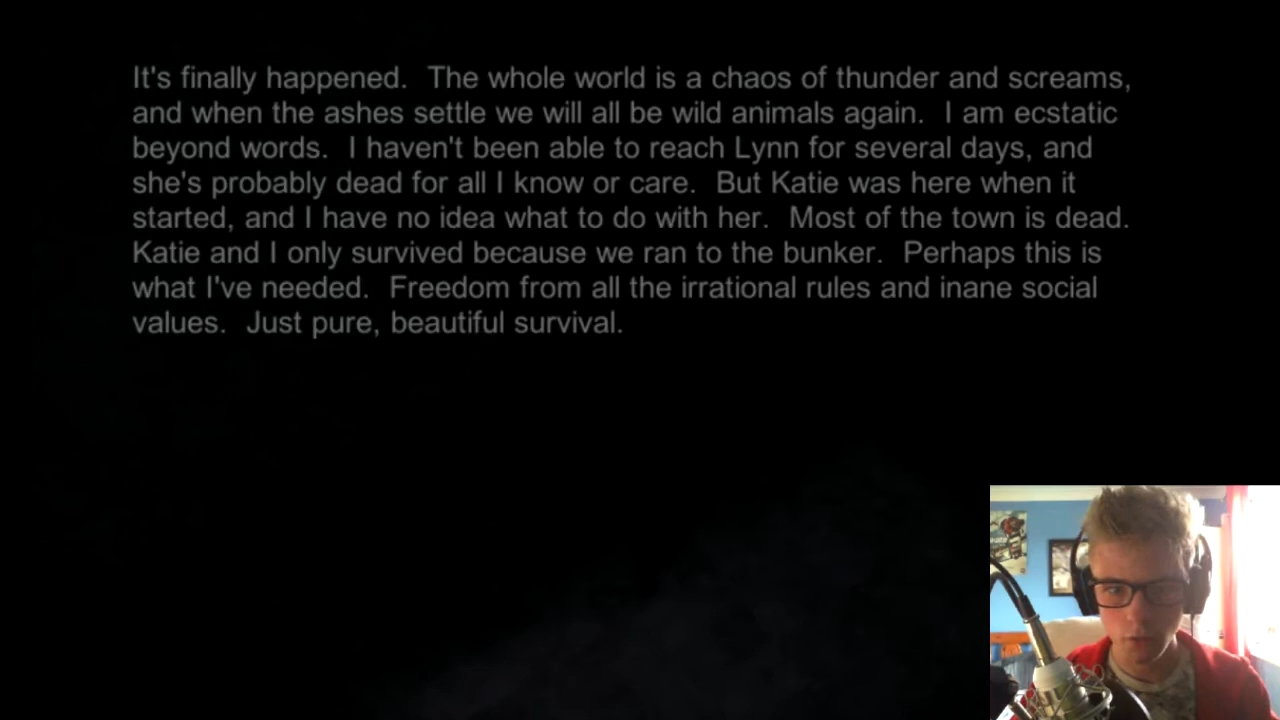 It's finally happened.  The whole world is a chaos of thunder and screams,
and when the ashes settle we will all be wild animals again.  I am ecstatic
beyond words.  I haven't been able to reach Lynn for several days, and
she's probably dead for all I know or care.  But Katie was here when it
started, and I have no idea what to do with her.  Most of the town is dead.
Katie and I only survived because we ran to the bunker.  Perhaps this is
what I've needed.  Freedom from all the irrational rules and inane social
values.  Just pure, beautiful survival.